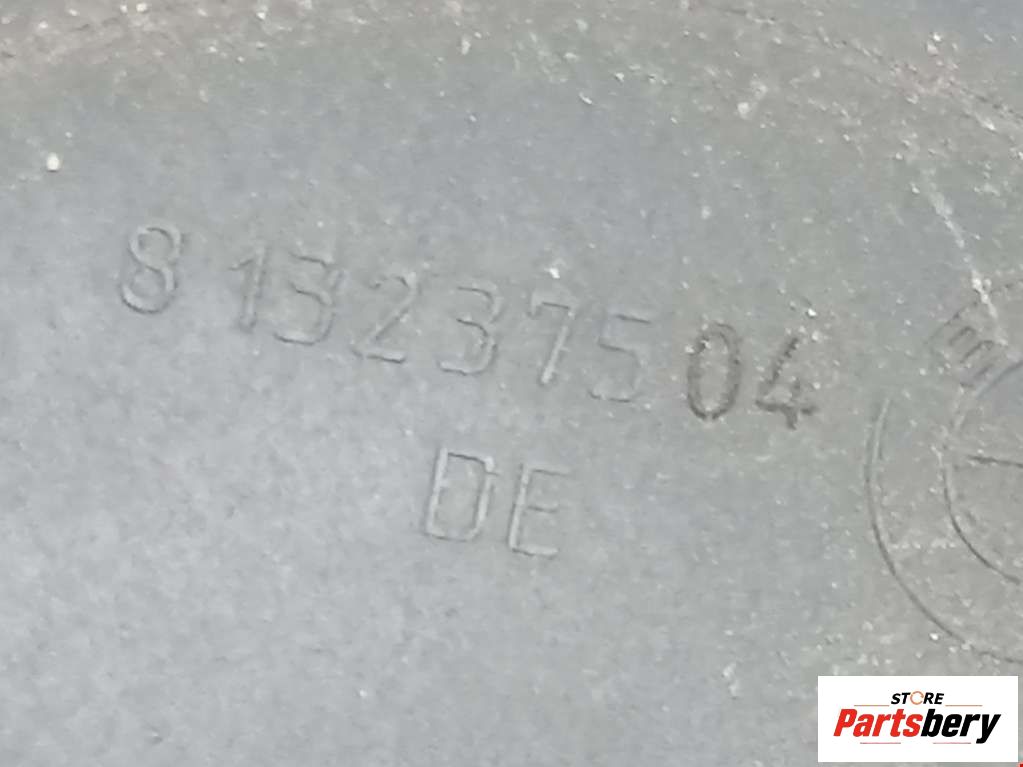 8 132375 04
DE
STORE
Partsbery